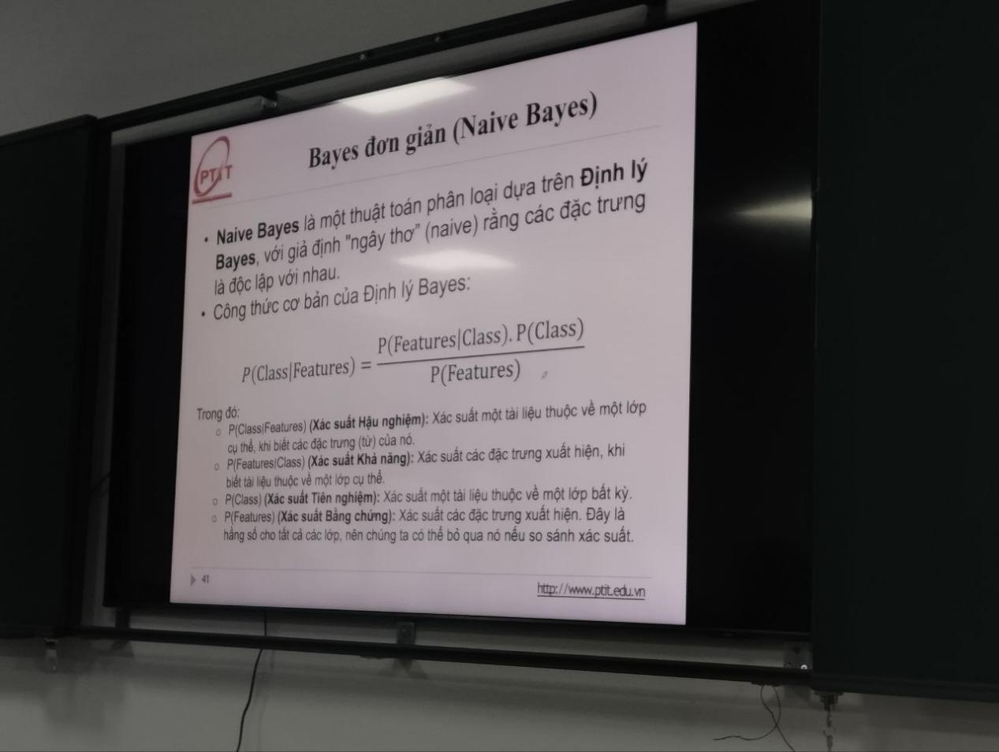 PTIT
Bayes đơn giản (Naive Bayes)
• Naive Bayes là một thuật toán phân loại dựa trên Định lý
Bayes, với giả định "ngây thơ” (naive) rằng các đặc trưng
là độc lập với nhau.
• Công thức cơ bản của Định lý Bayes:
P(Class|Features) = P(Features|Class). P(Class) / P(Features)
Trong đó:
o P(Class|Features) (Xác suất Hậu nghiệm): Xác suất một tài liệu thuộc về một lớp
cụ thể, khi biết các đặc trưng (từ) của nó.
o P(Features|Class) (Xác suất Khả năng): Xác suất các đặc trưng xuất hiện, khi
biết tài liệu thuộc về một lớp cụ thể.
o P(Class) (Xác suất Tiên nghiệm): Xác suất một tài liệu thuộc về một lớp bất kỳ.
o P(Features) (Xác suất Bằng chứng): Xác suất các đặc trưng xuất hiện. Đây là
hằng số cho tất cả các lớp, nên chúng ta có thể bỏ qua nó nếu so sánh xác suất.
41
http://www.ptit.edu.vn